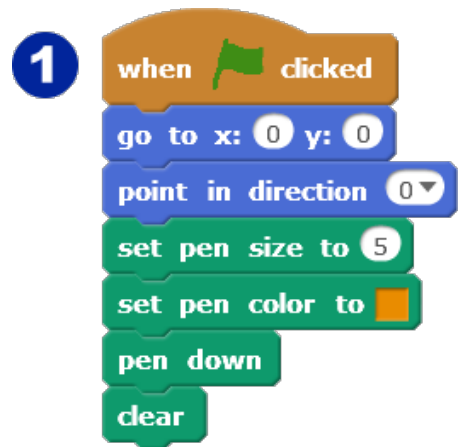 1
when clicked
go to x: 0 y: 0
point in direction 0
set pen size to 5
set pen color to
pen down
clear